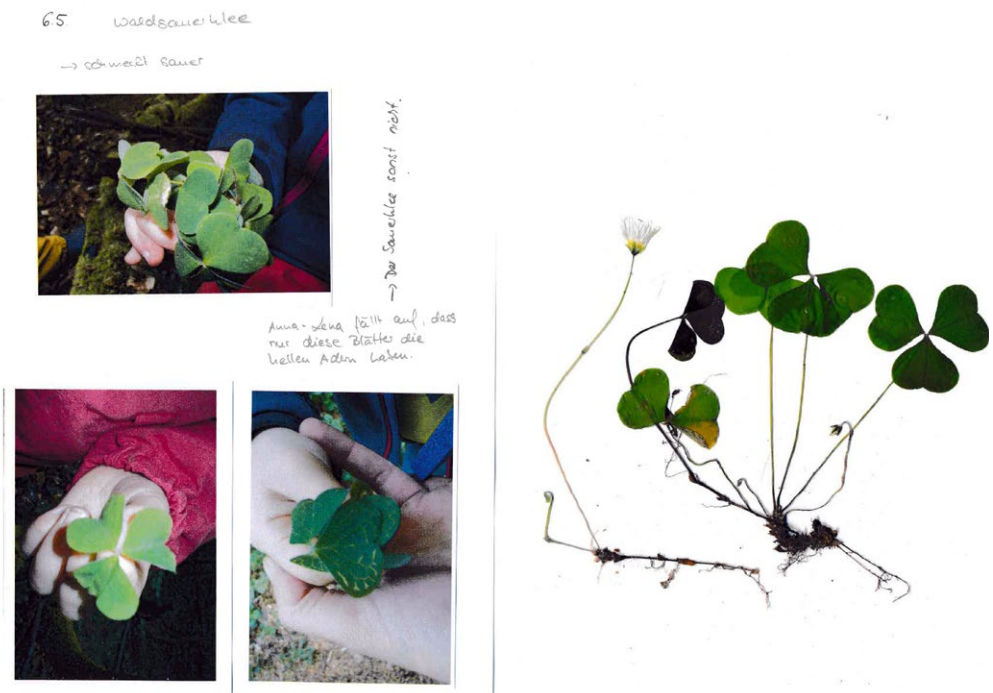 6.5. Waldsauerklee
→ schmeckt sauer
→ Der Sauerklee sonst nicht.
Anna-Lena fällt auf, dass
nur diese Blätter die
hellen Adern haben.